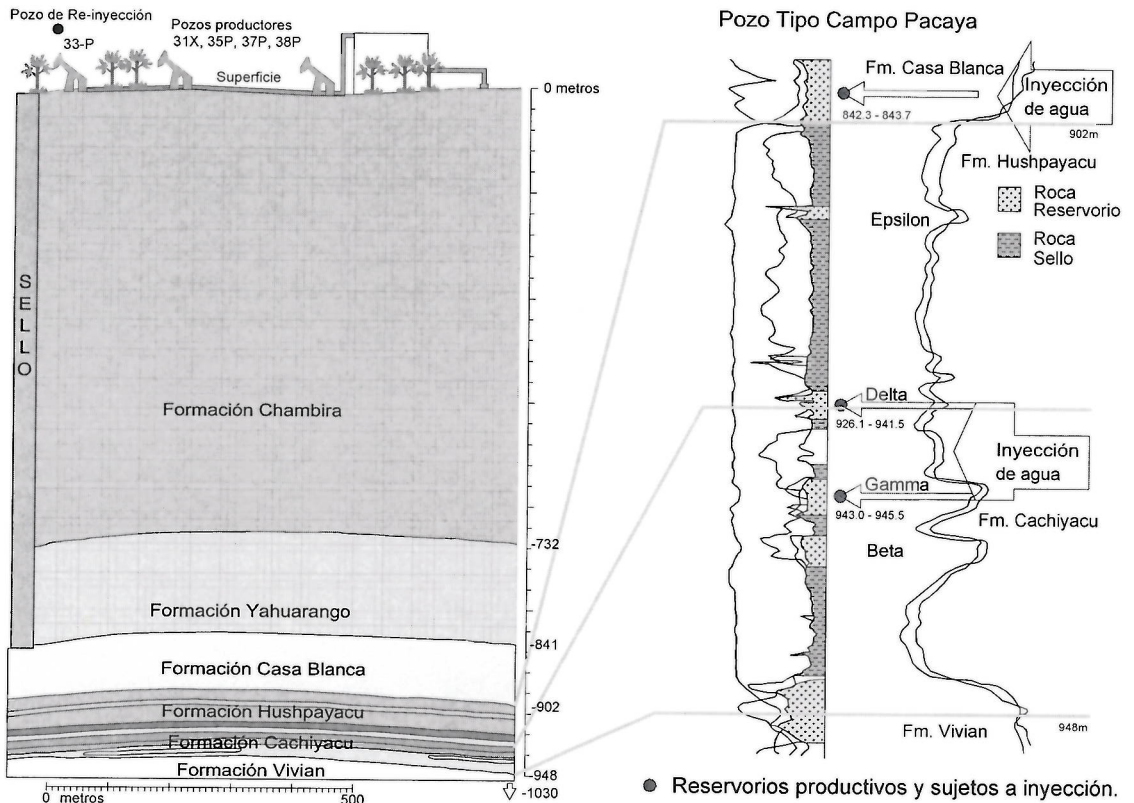 Pozo de Re-inyección
33-P
Pozos productores
31X, 35P, 37P, 38P
Superficie
0 metros
SELLO
Formación Chambira
-732
Formación Yahuarango
-841
Formación Casa Blanca
-902
Formación Hushpayacu
Formación Cachiyacu
-948
Formación Vivian
-1030
0 metros 500
Pozo Tipo Campo Pacaya
Fm. Casa Blanca
842.3 - 843.7
Inyección
de agua
902m
Fm. Hushpayacu
Roca
Reservorio
Epsilon
Roca
Sello
Delta
926.1 - 941.5
Inyección
de agua
Gamma
943.0 - 945.5
Fm. Cachiyacu
Beta
Fm. Vivian
948m
Reservorios productivos y sujetos a inyección.